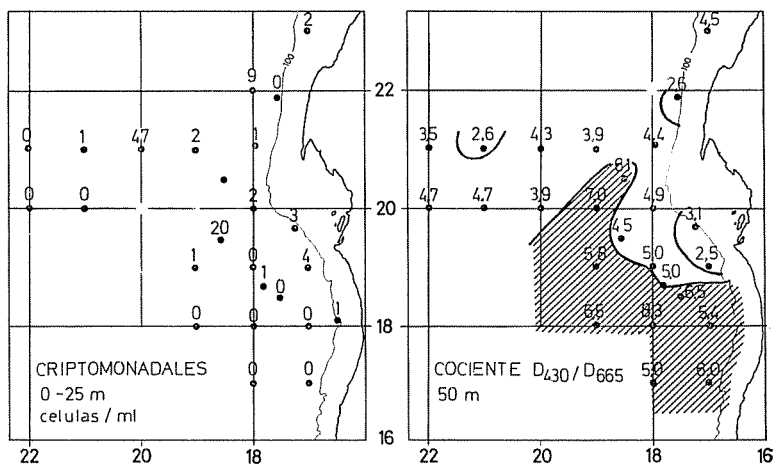 2
100
0
9
0 1 47 2 1
0 0 2
20 3
1 0 4
1 0
0 0 0 1
CRIPTOMONADALES
0 0
0-25 m
celulas / ml
22 20 18
22
20
18
16
4,5
100
2,6
3,5 2,6 4,3 3,9 4,4
6,1
4,7 4,7 3,9 7,0 4,9
4,5 3,1
5,8 5,0 2,5
5,0 6,5
6,6 8,3 5,4
COCIENTE D430/D665
5,0 6,0
50 m
22 20 18 16